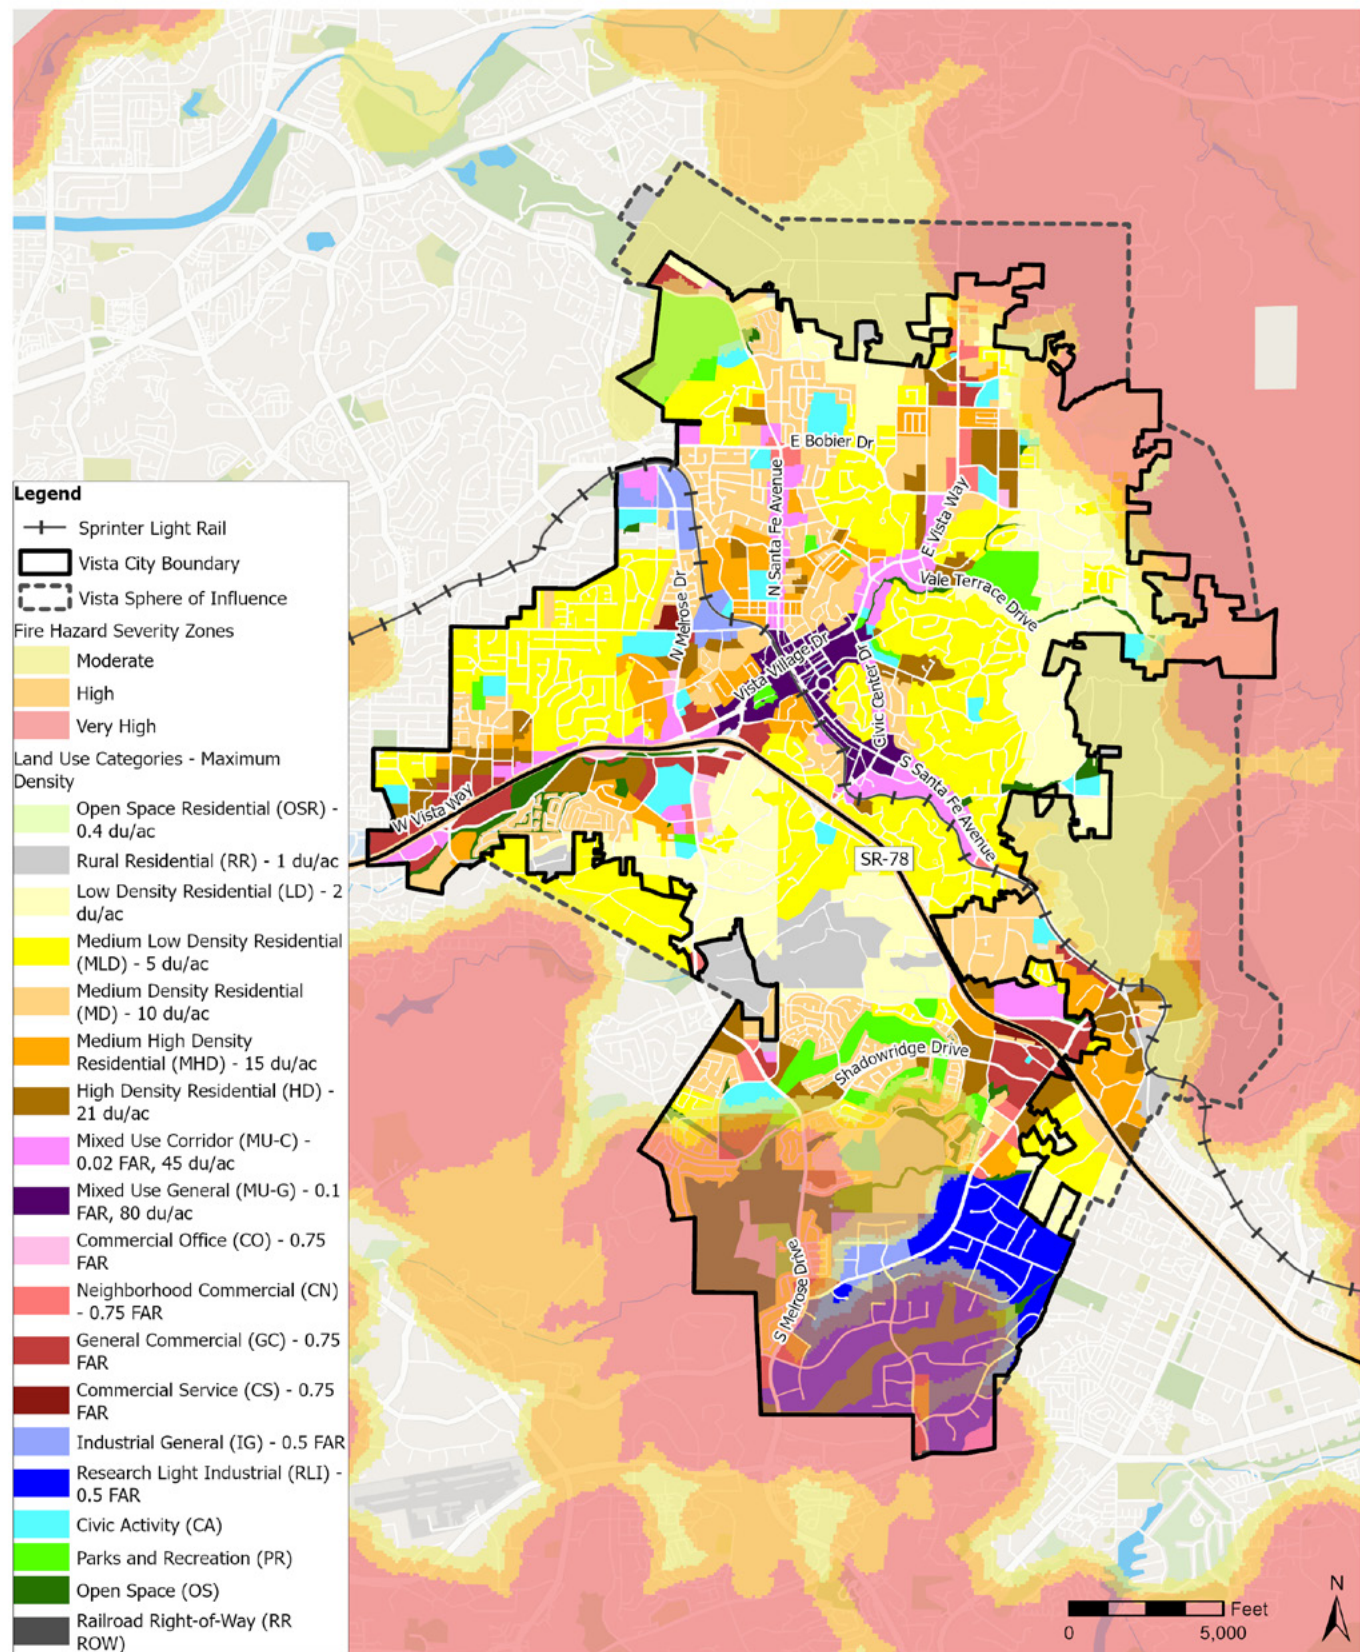 E Bobier Dr
N Santa Fe Avenue
E Vista Way
Vale Terrace Drive
N Melrose Dr
Vista Village Dr
Civic Center Dr
S Santa Fe Avenue
W Vista Way
SR-78
Shadowridge Drive
S Melrose Drive
Legend
Sprinter Light Rail
Vista City Boundary
Vista Sphere of Influence
Fire Hazard Severity Zones
Moderate
High
Very High
Land Use Categories - Maximum
Density
Open Space Residential (OSR) -
0.4 du/ac
Rural Residential (RR) - 1 du/ac
Low Density Residential (LD) - 2
du/ac
Medium Low Density Residential
(MLD) - 5 du/ac
Medium Density Residential
(MD) - 10 du/ac
Medium High Density
Residential (MHD) - 15 du/ac
High Density Residential (HD) -
21 du/ac
Mixed Use Corridor (MU-C) -
0.02 FAR, 45 du/ac
Mixed Use General (MU-G) - 0.1
FAR, 80 du/ac
Commercial Office (CO) - 0.75
FAR
Neighborhood Commercial (CN)
- 0.75 FAR
General Commercial (GC) - 0.75
FAR
Commercial Service (CS) - 0.75
FAR
Industrial General (IG) - 0.5 FAR
Research Light Industrial (RLI) -
0.5 FAR
Civic Activity (CA)
Parks and Recreation (PR)
Open Space (OS)
Railroad Right-of-Way (RR
ROW)
N
Feet
0 5,000